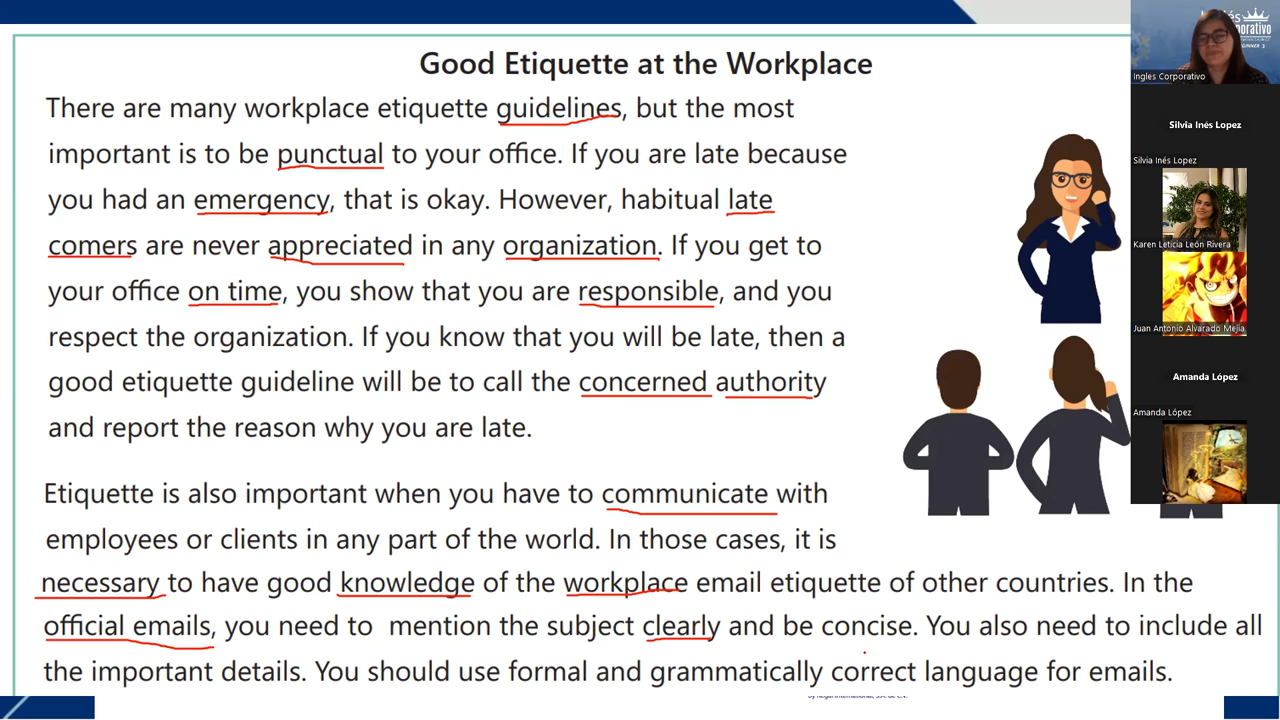 Good Etiquette at the Workplace
There are many workplace etiquette guidelines, but the most
important is to be punctual to your office. If you are late because
you had an emergency, that is okay. However, habitual late
comers are never appreciated in any organization. If you get to
your office on time, you show that you are responsible, and you
respect the organization. If you know that you will be late, then a
good etiquette guideline will be to call the concerned authority
and report the reason why you are late.
Etiquette is also important when you have to communicate with
employees or clients in any part of the world. In those cases, it is
necessary to have good knowledge of the workplace email etiquette of other countries. In the
official emails, you need to mention the subject clearly and be concise. You also need to include all
the important details. You should use formal and grammatically correct language for emails.
Ingles Corporativo
Silvia Inés Lopez
Silvia Inés Lopez
Karen Leticia León Rivera
Juan Antonio Alvarado Mejía
Amanda López
Amanda López